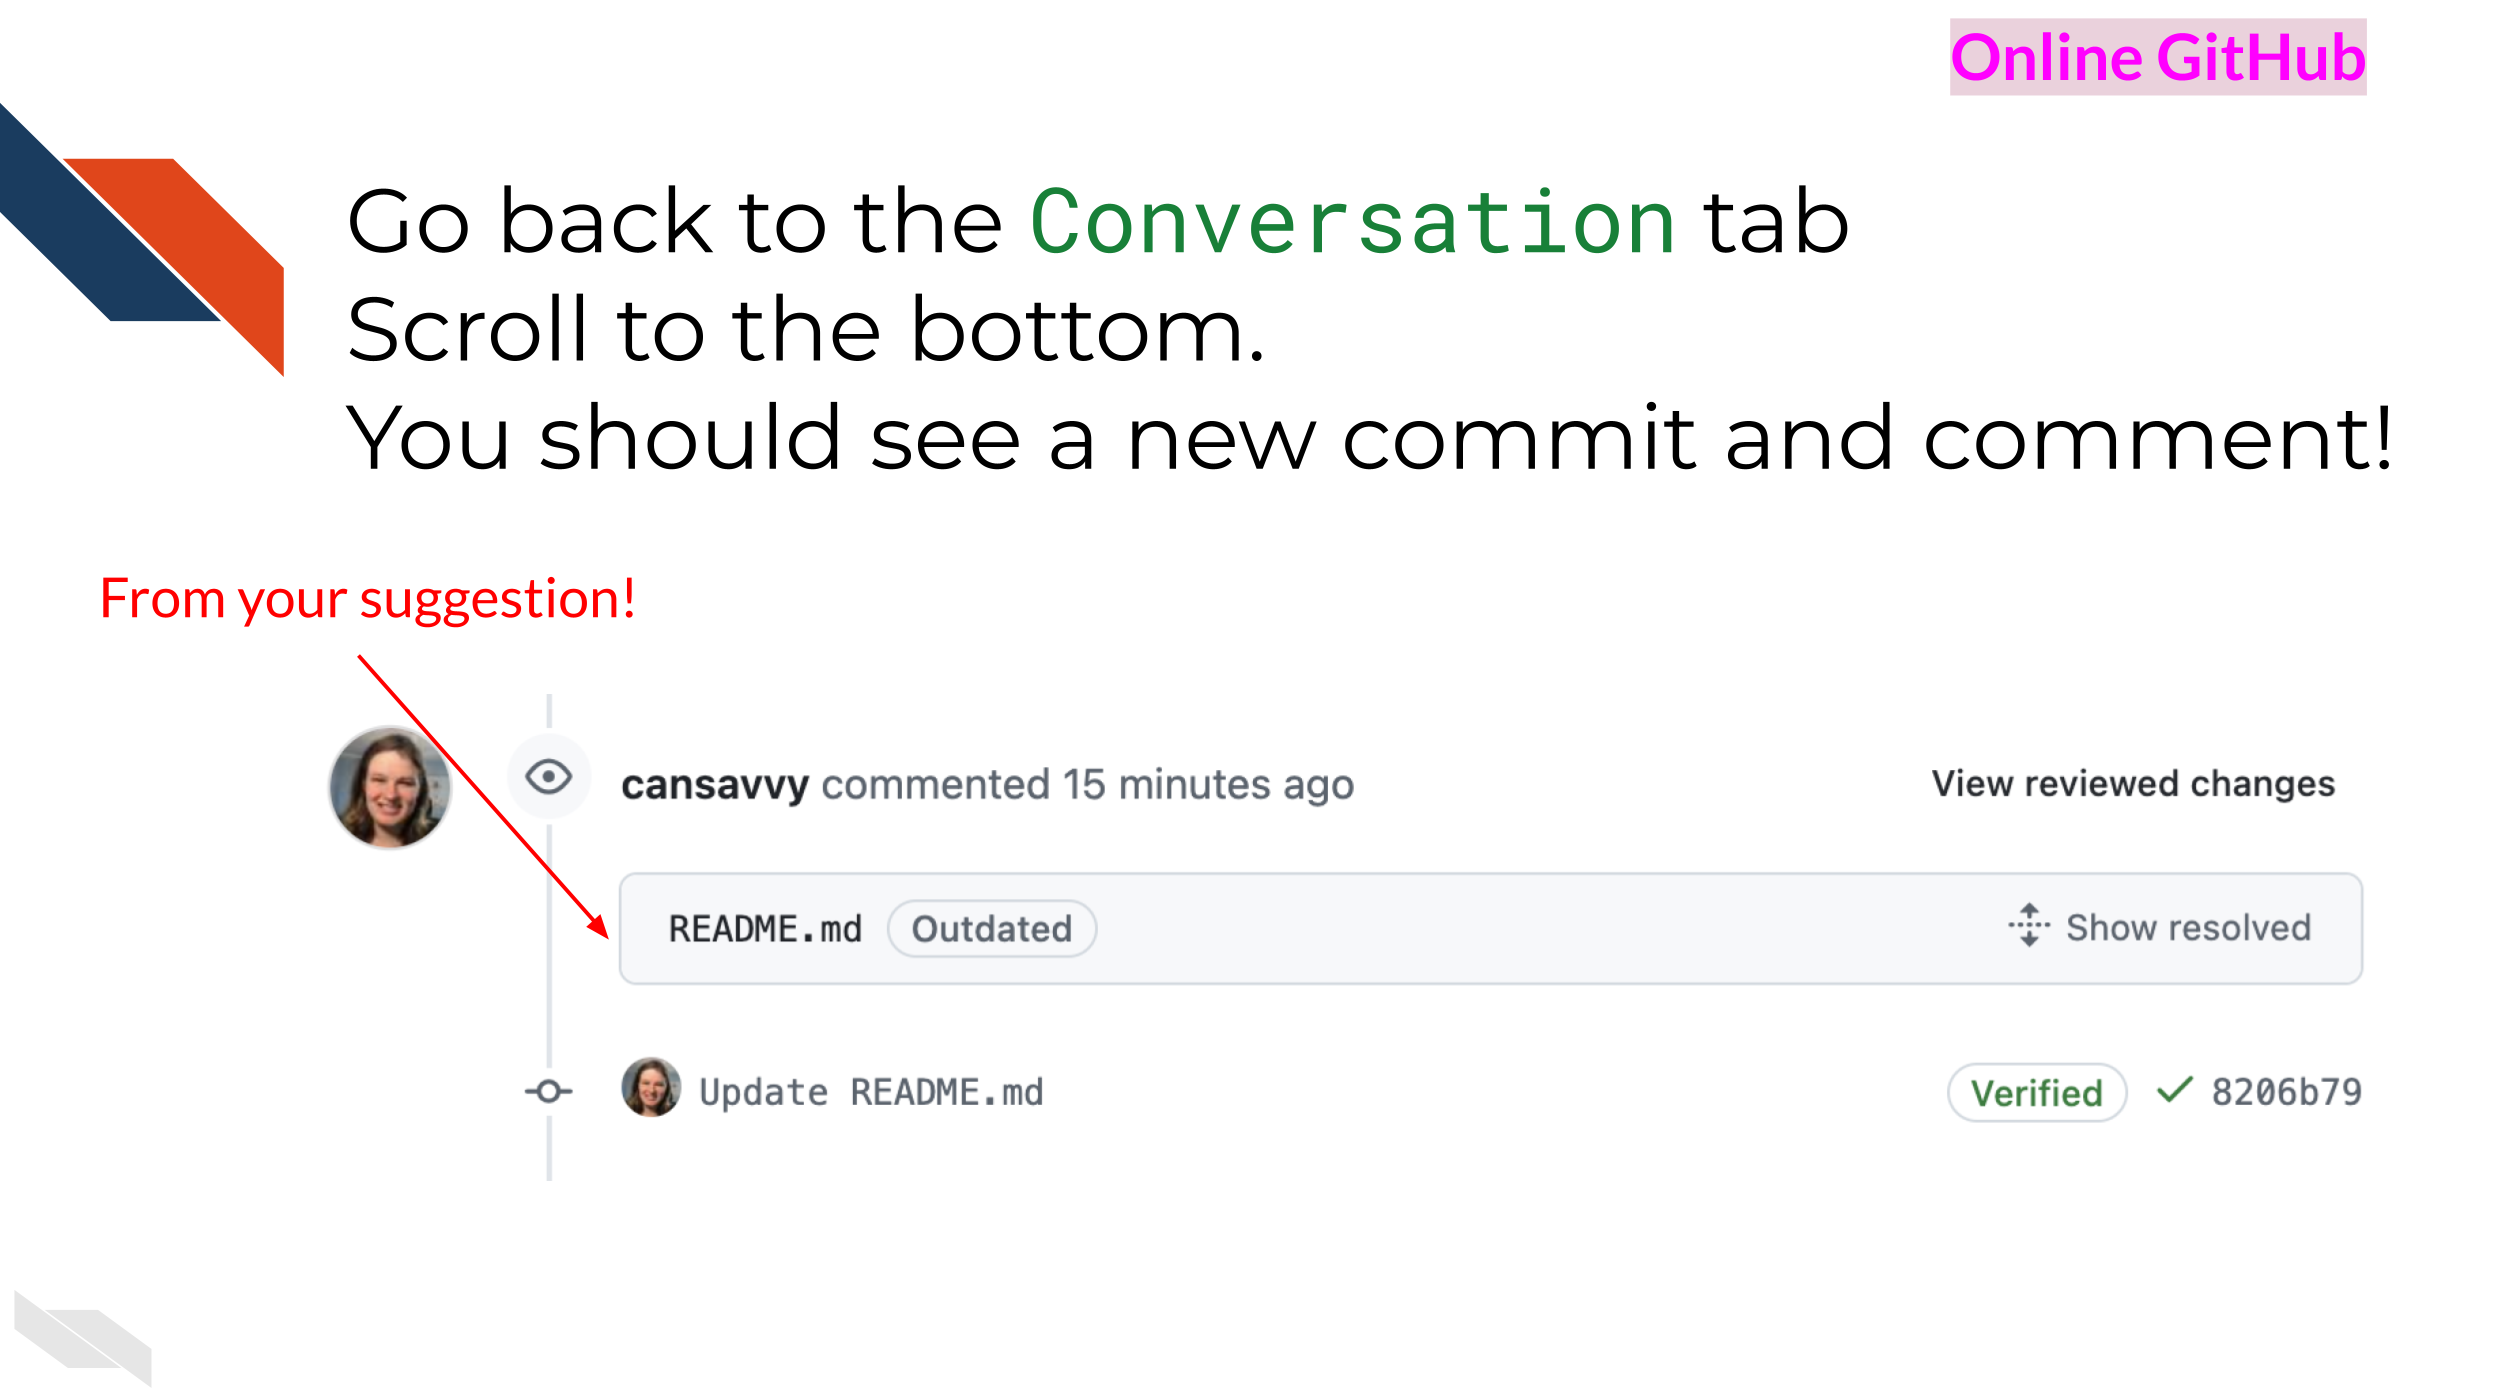 Online GitHub
Go back to the Conversation tab
Scroll to the bottom.
You should see a new commit and comment!
From your suggestion!
cansavvy commented 15 minutes ago
View reviewed changes
README.md Outdated
Show resolved
Update README.md
Verified 8206b79